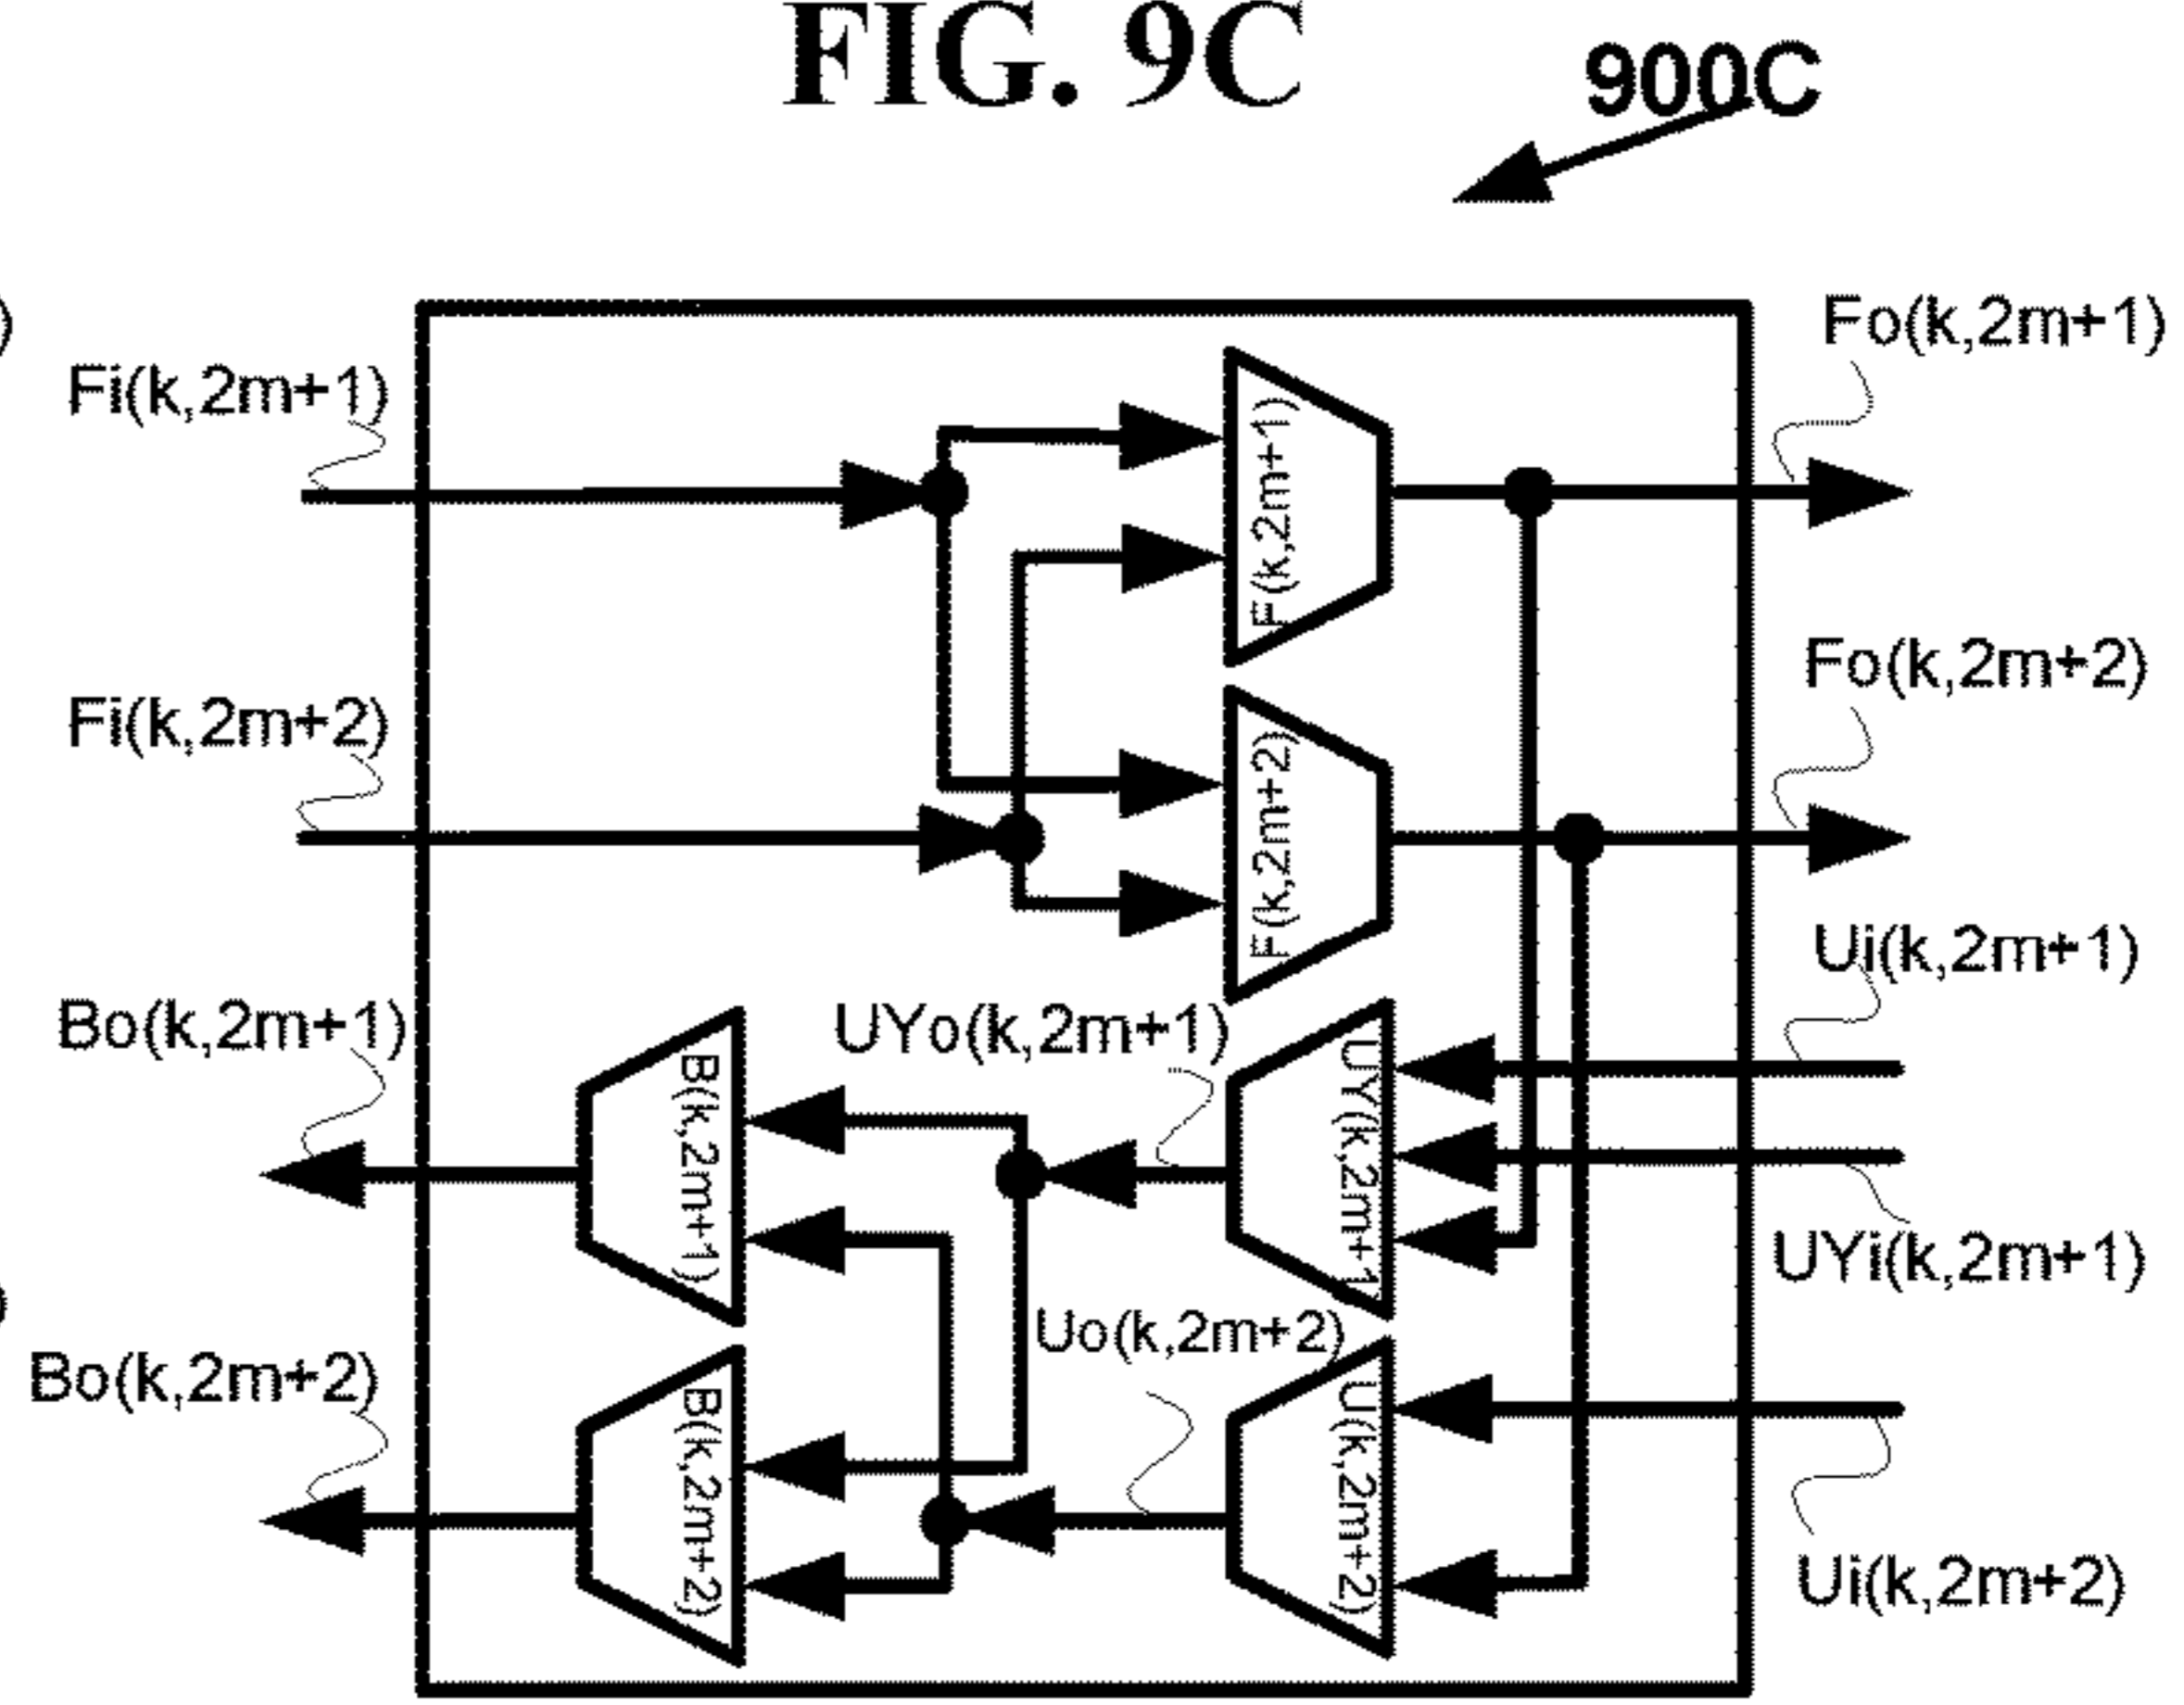 FIG. 9C
900C
)
Fo(k,2m+1)
Fi(k,2m+1)
F(k,2m+1)
Fo(k,2m+2)
Fi(k,2m+2)
F(k,2m+2)
Ui(k,2m+1)
Bo(k,2m+1)
UYo(k,2m+1)
B(k,2m+1)
UY(k,2m+1)
UYi(k,2m+1)
Uo(k,2m+2)
Bo(k,2m+2)
B(k,2m+2)
U(k,2m+2)
Ui(k,2m+2)